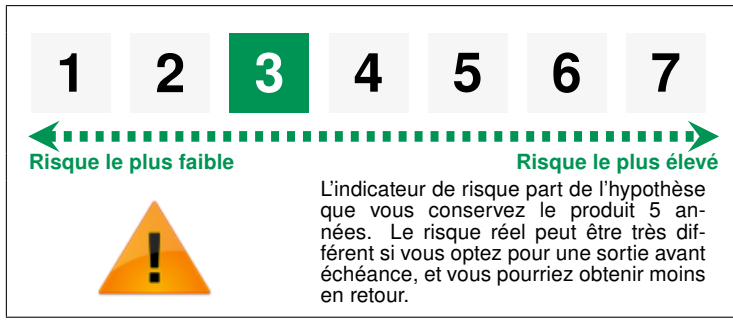 1 2 3 4 5 6 7
Risque le plus faible Risque le plus élevé
L'indicateur de risque part de l'hypothèse
que vous conservez le produit 5 an-
nées. Le risque réel peut être très dif-
férent si vous optez pour une sortie avant
échéance, et vous pourriez obtenir moins
en retour.